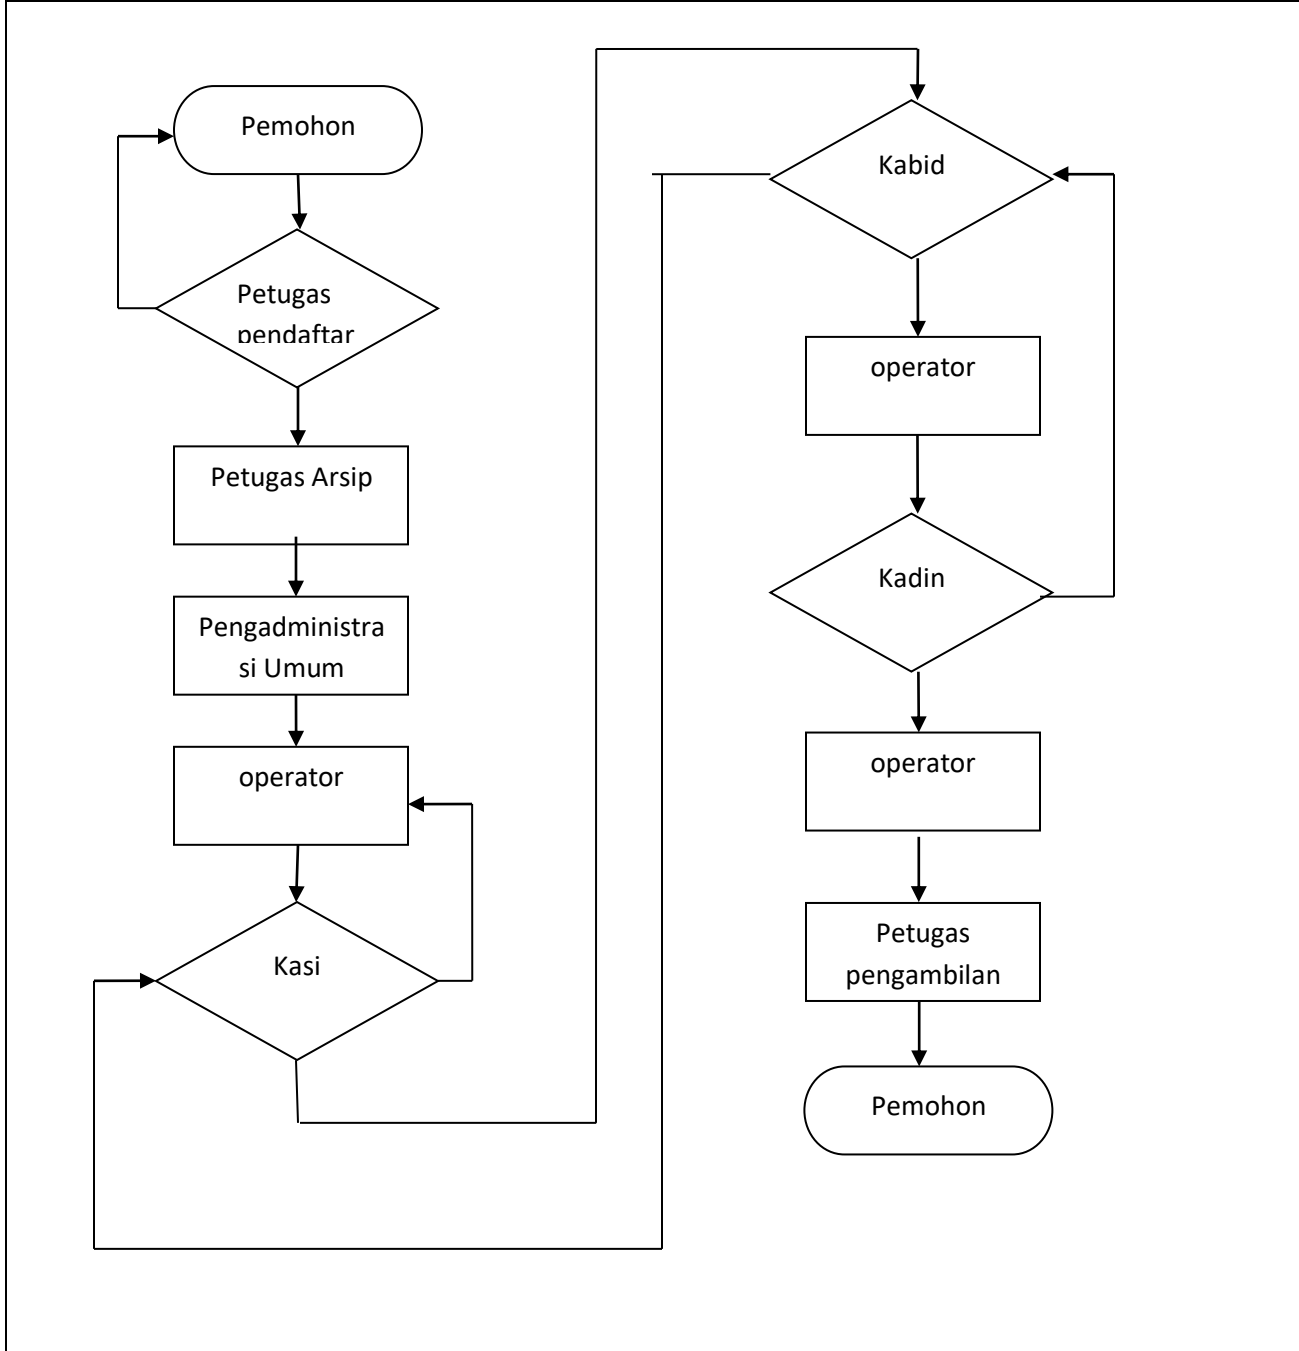 Pemohon
Petugas
pendaftar
Petugas Arsip
Pengadministra
si Umum
operator
Kasi
Kabid
operator
Kadin
operator
Petugas
pengambilan
Pemohon